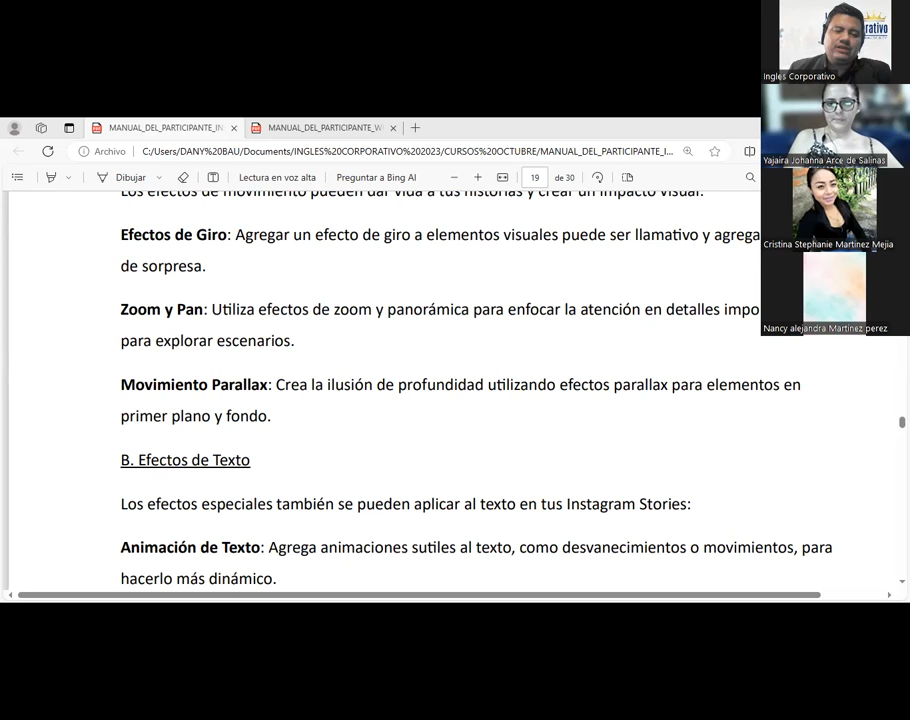 Ingles Corporativo
MANUAL_DEL_PARTICIPANTE_IN
MANUAL_DEL_PARTICIPANTE_W
Archivo
C:/Users/DANY%20BAU/Documents/INGLES%20CORPORATIVO%202023/CURSOS%20OCTUBRE/MANUAL_DEL_PARTICIPANTE_I...
Yajaira Johanna Arce de Salinas
Dibujar
Lectura en voz alta
Preguntar a Bing AI
19
de 30
Los efectos de movimiento pueden dar vida a tus historias y crear un impacto visual.
Efectos de Giro: Agregar un efecto de giro a elementos visuales puede ser llamativo y agrega
de sorpresa.
Cristina Stephanie Martinez Mejia
Zoom y Pan: Utiliza efectos de zoom y panorámica para enfocar la atención en detalles impo
para explorar escenarios.
Nancy alejandra Martinez perez
Movimiento Parallax: Crea la ilusión de profundidad utilizando efectos parallax para elementos en
primer plano y fondo.
B. Efectos de Texto
Los efectos especiales también se pueden aplicar al texto en tus Instagram Stories:
Animación de Texto: Agrega animaciones sutiles al texto, como desvanecimientos o movimientos, para
hacerlo más dinámico.